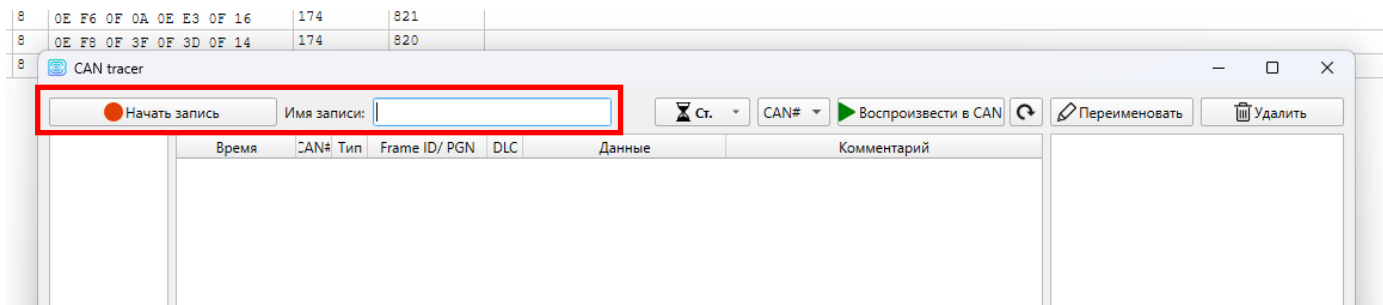 8 0E F6 0F 0A 0E E3 0F 16 174 821
8 0E F8 0F 3F 0F 3D 0F 14 174 820
8
CAN tracer
Начать запись Имя записи: Ст. CAN# Воспроизвести в CAN Переименовать Удалить
Время CAN# Тип Frame ID/ PGN DLC Данные Комментарий